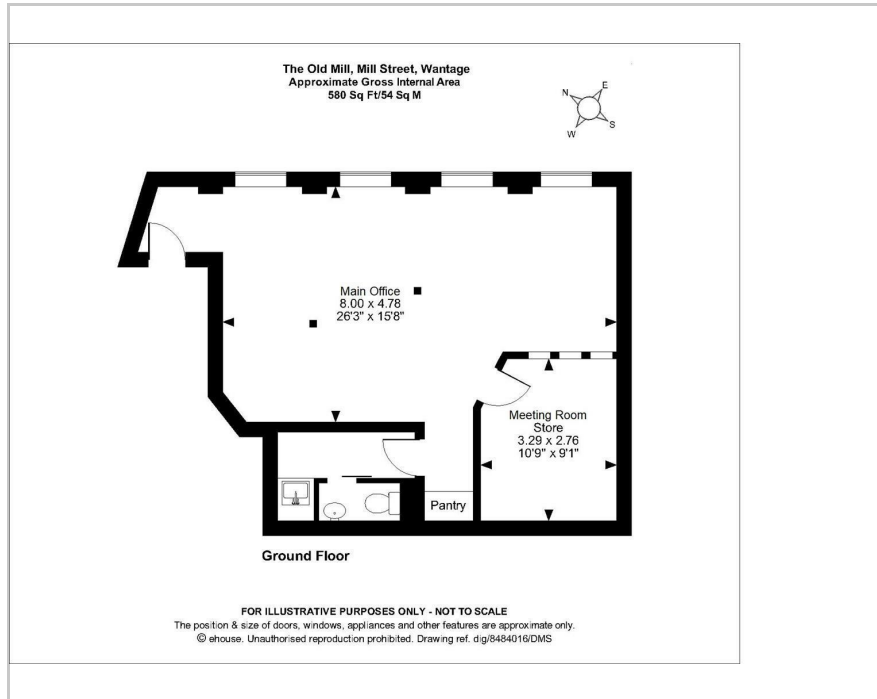 The Old Mill, Mill Street, Wantage
Approximate Gross Internal Area
580 Sq Ft/54 Sq M
N
E
W
S
Main Office
8.00 x 4.78
26'3" x 15'8"
Meeting Room
Store
3.29 x 2.76
10'9" x 9'1"
Pantry
Ground Floor
FOR ILLUSTRATIVE PURPOSES ONLY - NOT TO SCALE
The position & size of doors, windows, appliances and other features are approximate only.
© ehouse. Unauthorised reproduction prohibited. Drawing ref. dig/8484016/DMS